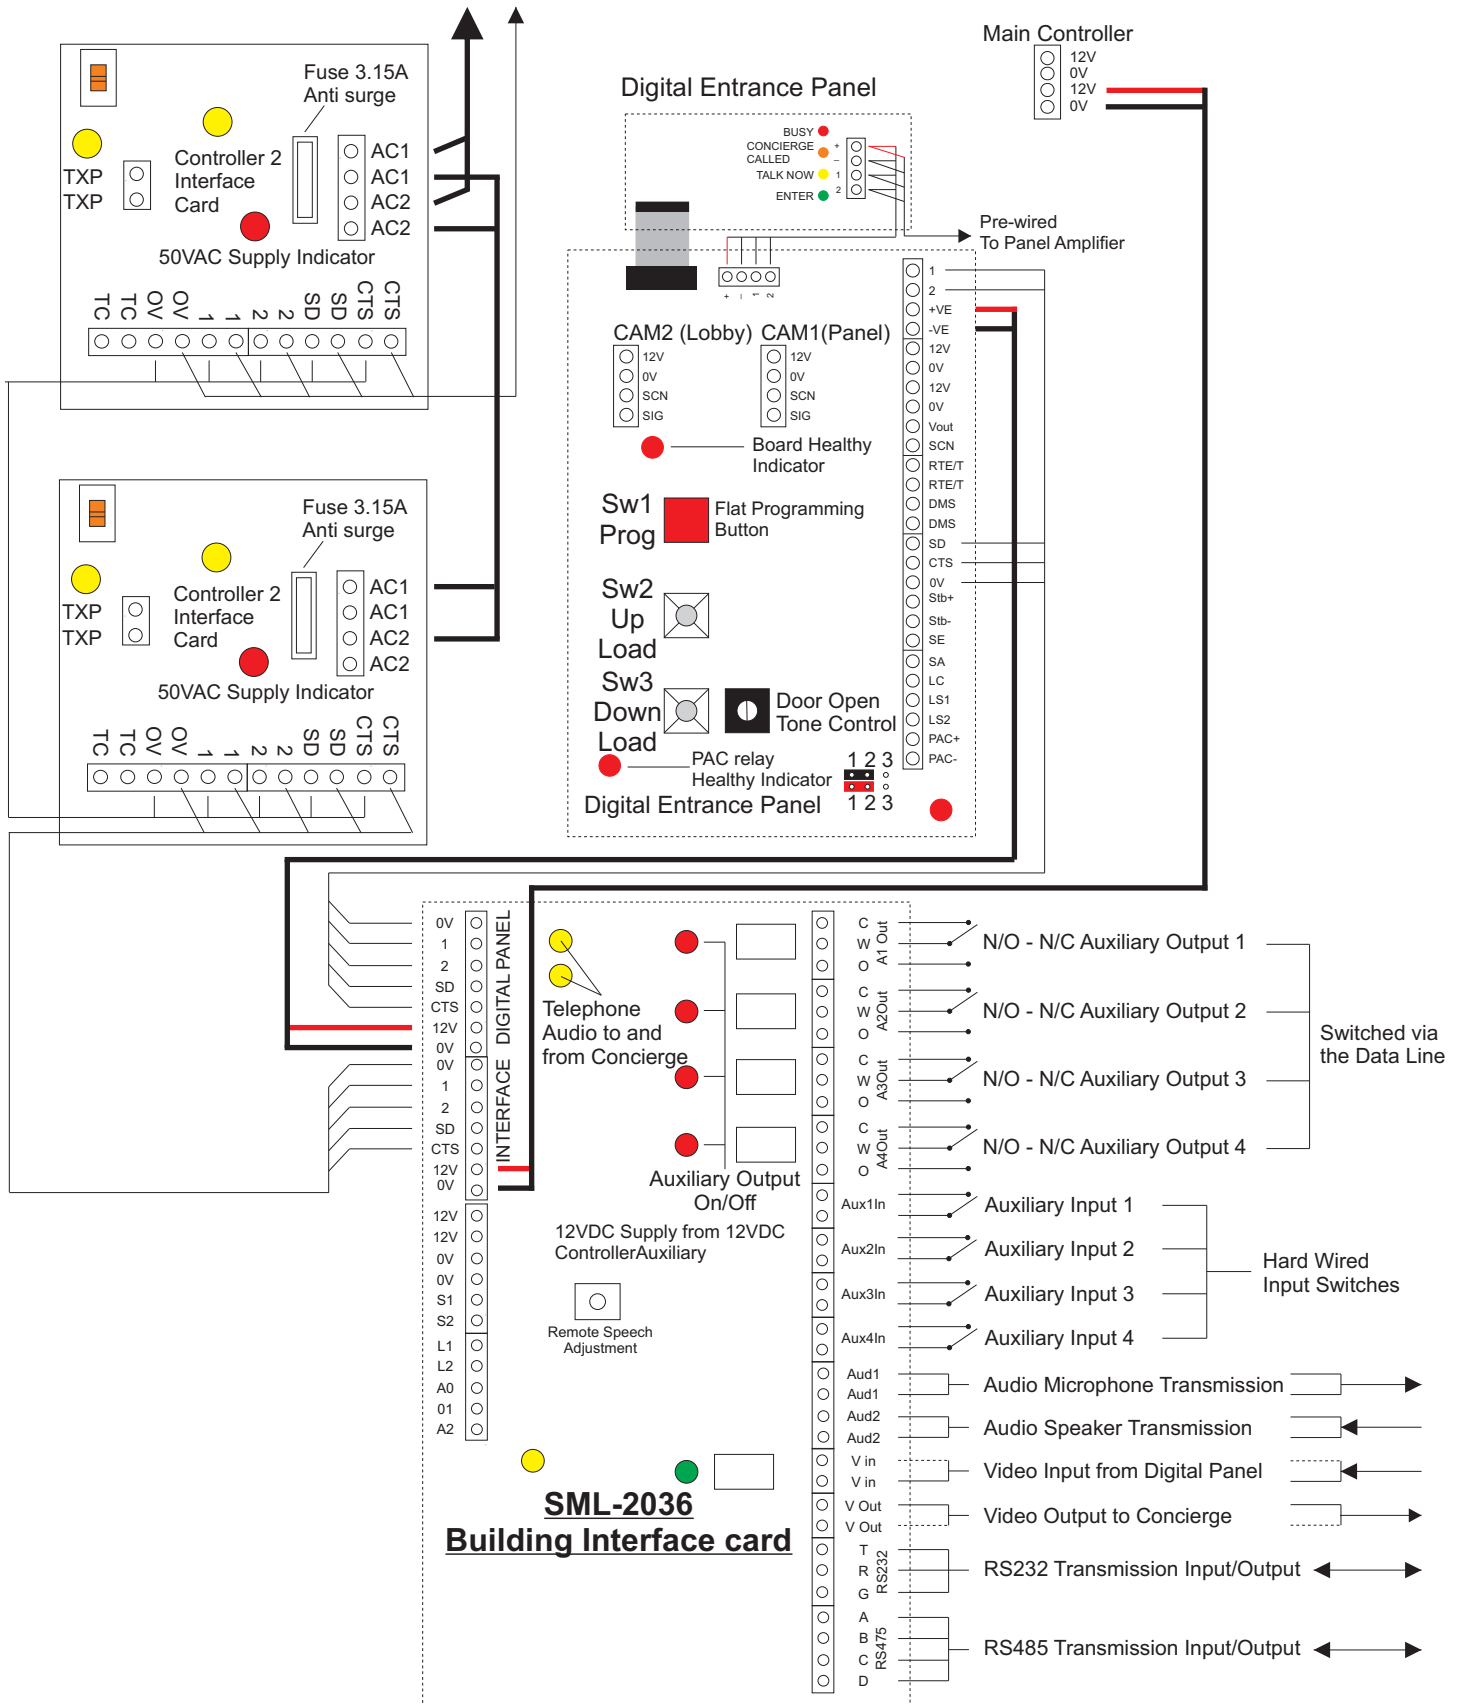 Main Controller
12V
0V
12V
0V
Fuse 3.15A
Anti surge
Controller 2
Interface
Card
TXP
TXP
AC1
AC1
AC2
AC2
50VAC Supply Indicator
TC TC OV OV 1 1 2 2 SD SD CTS CTS
Digital Entrance Panel
BUSY
CONCIERGE
CALLED
TALK NOW
ENTER
+
–
1
2
Pre-wired
To Panel Amplifier
+ – 1 2
CAM2 (Lobby)
12V
0V
SCN
SIG
CAM1(Panel)
12V
0V
SCN
SIG
Board Healthy
Indicator
Sw1
Prog
Flat Programming
Button
Sw2
Up
Load
Sw3
Down
Load
Door Open
Tone Control
PAC relay
Healthy Indicator
1 2 3
1 2 3
Digital Entrance Panel
1
2
+VE
-VE
12V
0V
12V
0V
Vout
SCN
RTE/T
RTE/T
DMS
DMS
SD
CTS
0V
Stb+
Stb-
SE
SA
LC
LS1
LS2
PAC+
PAC-
Fuse 3.15A
Anti surge
Controller 2
Interface
Card
TXP
TXP
AC1
AC1
AC2
AC2
50VAC Supply Indicator
TC TC OV OV 1 1 2 2 SD SD CTS CTS
0V
1
2
SD
CTS
12V
0V
DIGITAL PANEL
0V
1
2
SD
CTS
12V
0V
INTERFACE
12V
12V
0V
0V
S1
S2
L1
L2
A0
01
A2
Telephone
Audio to and
from Concierge
Auxiliary Output
On/Off
12VDC Supply from 12VDC
ControllerAuxiliary
Remote Speech
Adjustment
SML-2036
Building Interface card
C
W
O
A1 Out
N/O - N/C Auxiliary Output 1
C
W
O
A2Out
N/O - N/C Auxiliary Output 2
C
W
O
A3Out
N/O - N/C Auxiliary Output 3
C
W
O
A4Out
N/O - N/C Auxiliary Output 4
Switched via
the Data Line
Aux1In
Auxiliary Input 1
Aux2In
Auxiliary Input 2
Aux3In
Auxiliary Input 3
Aux4In
Auxiliary Input 4
Hard Wired
Input Switches
Aud1
Aud1
Audio Microphone Transmission
Aud2
Aud2
Audio Speaker Transmission
V in
V in
Video Input from Digital Panel
V Out
V Out
Video Output to Concierge
T
R
G
RS232
RS232 Transmission Input/Output
A
B
C
D
RS475
RS485 Transmission Input/Output